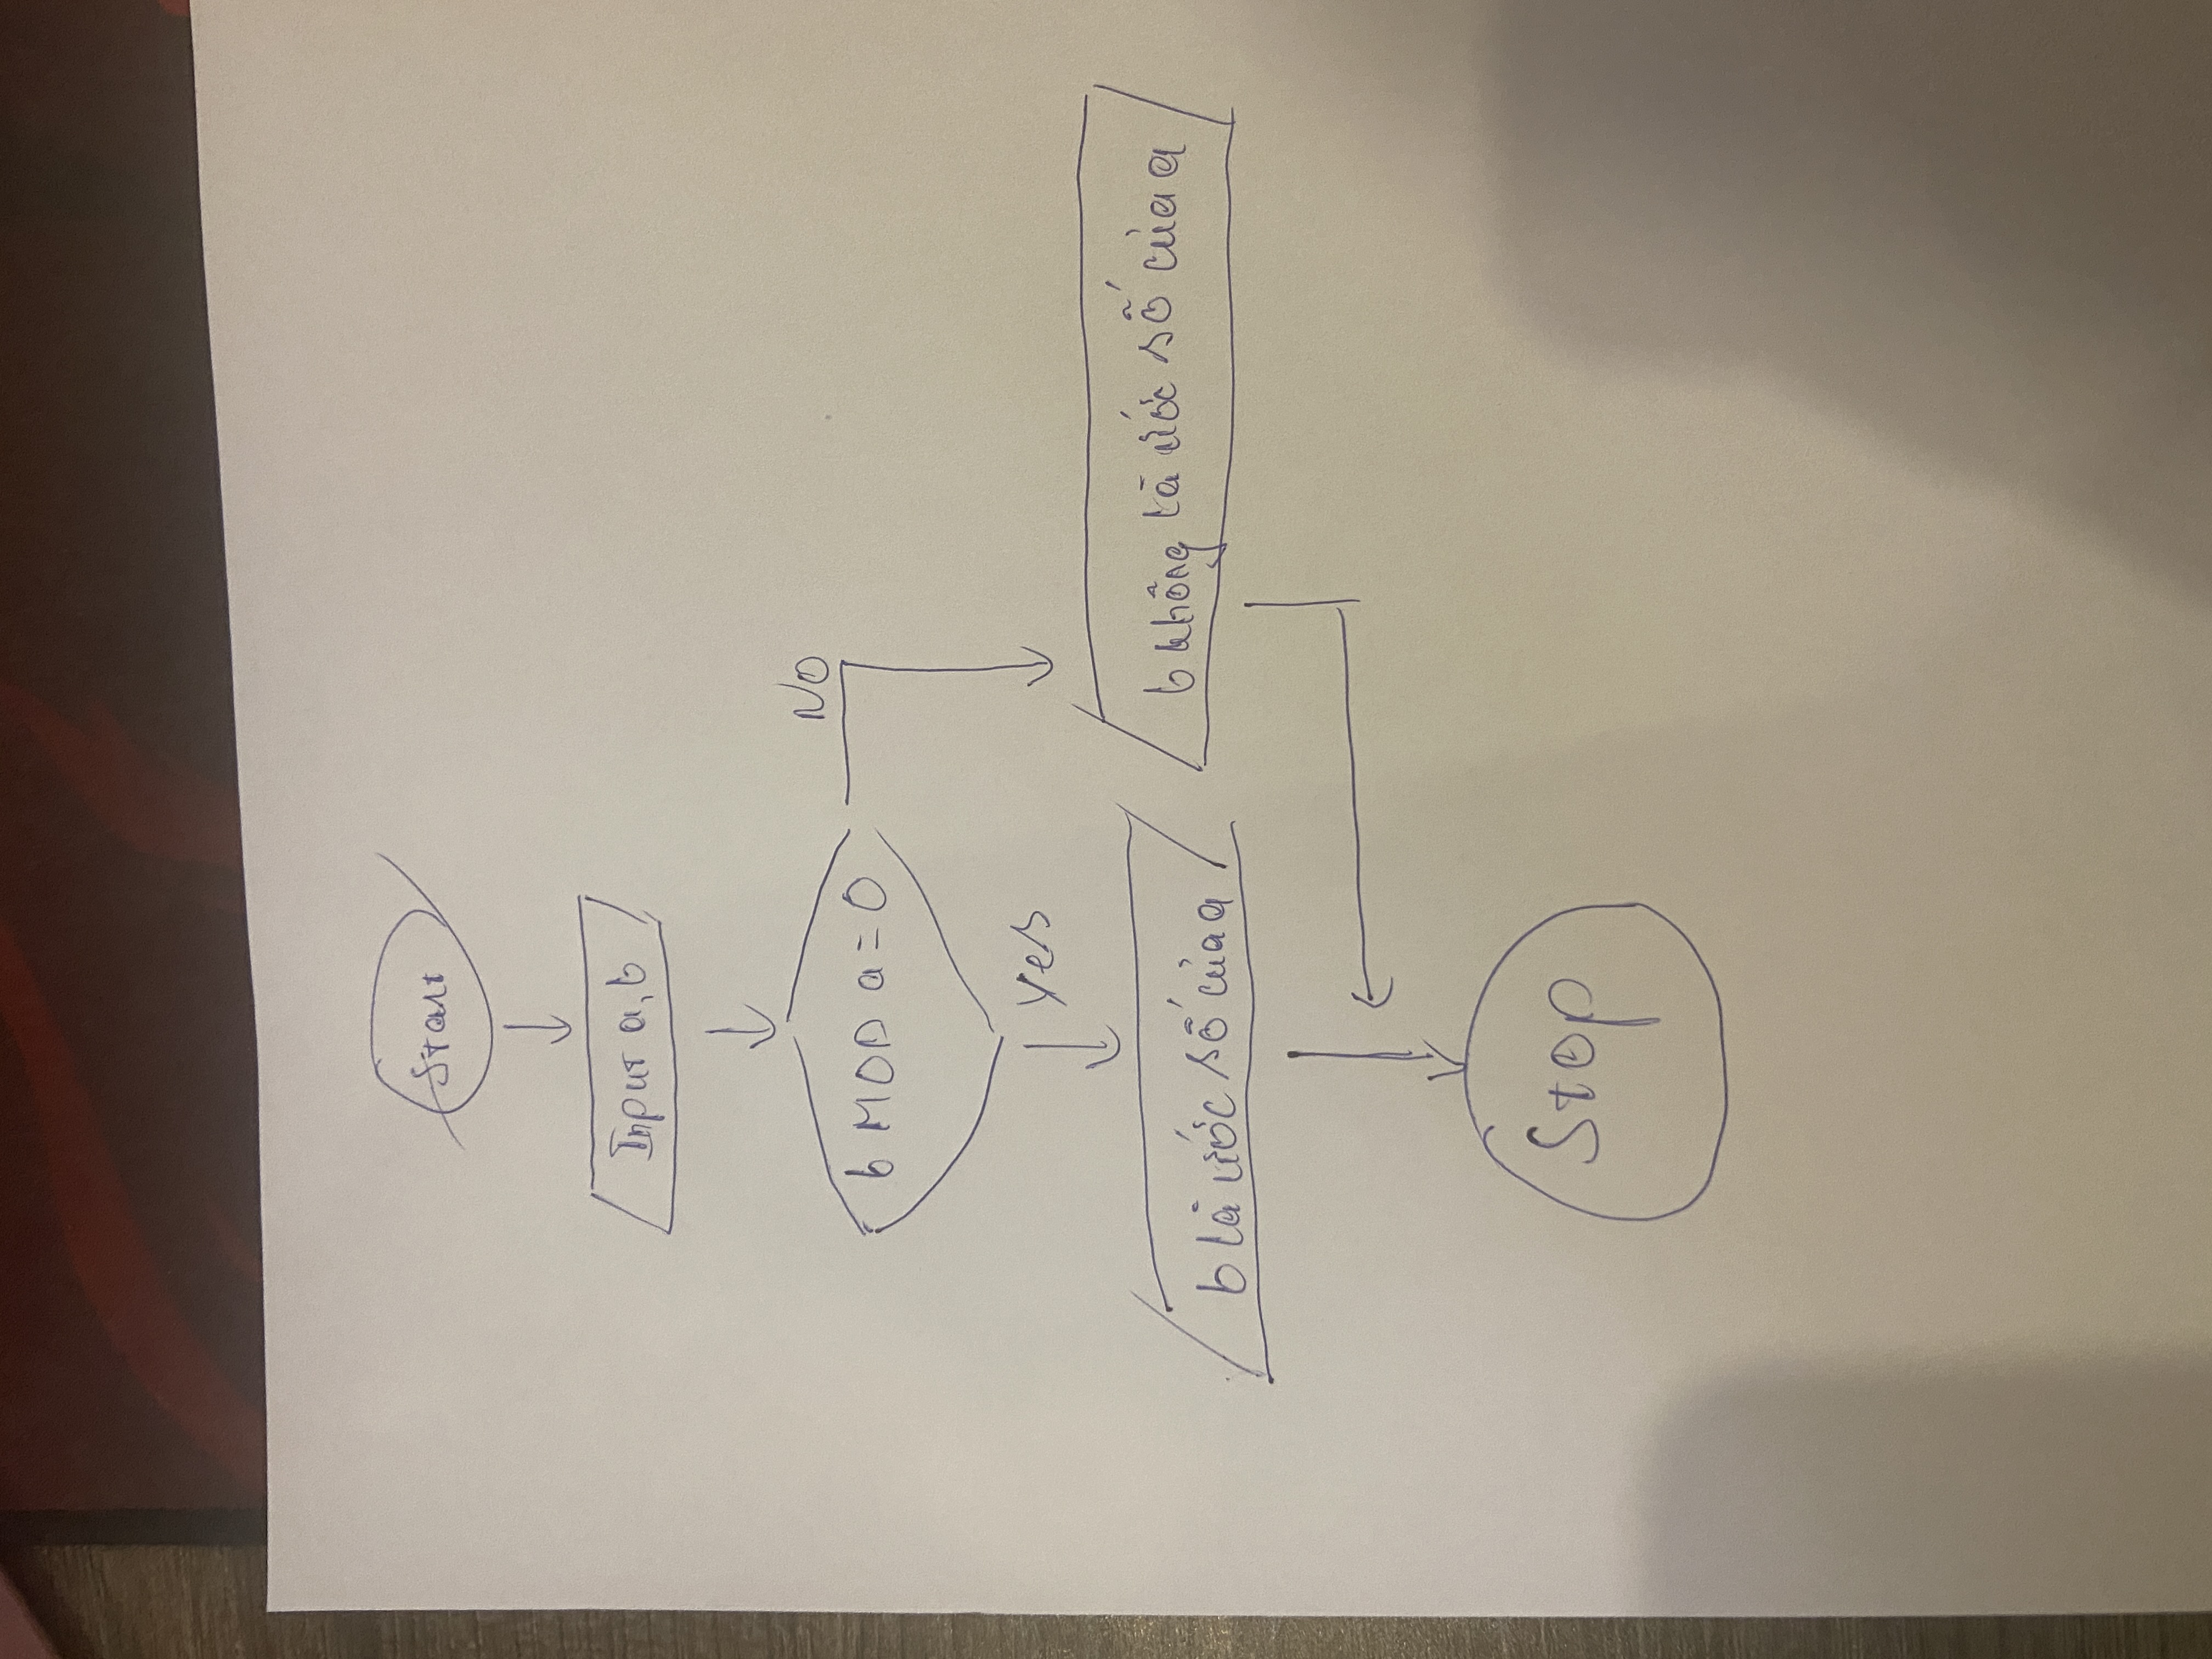 Start
Input a, b
b MOD a = 0
NO
Yes
b là ước số của a
b không là ước số của a
Stop